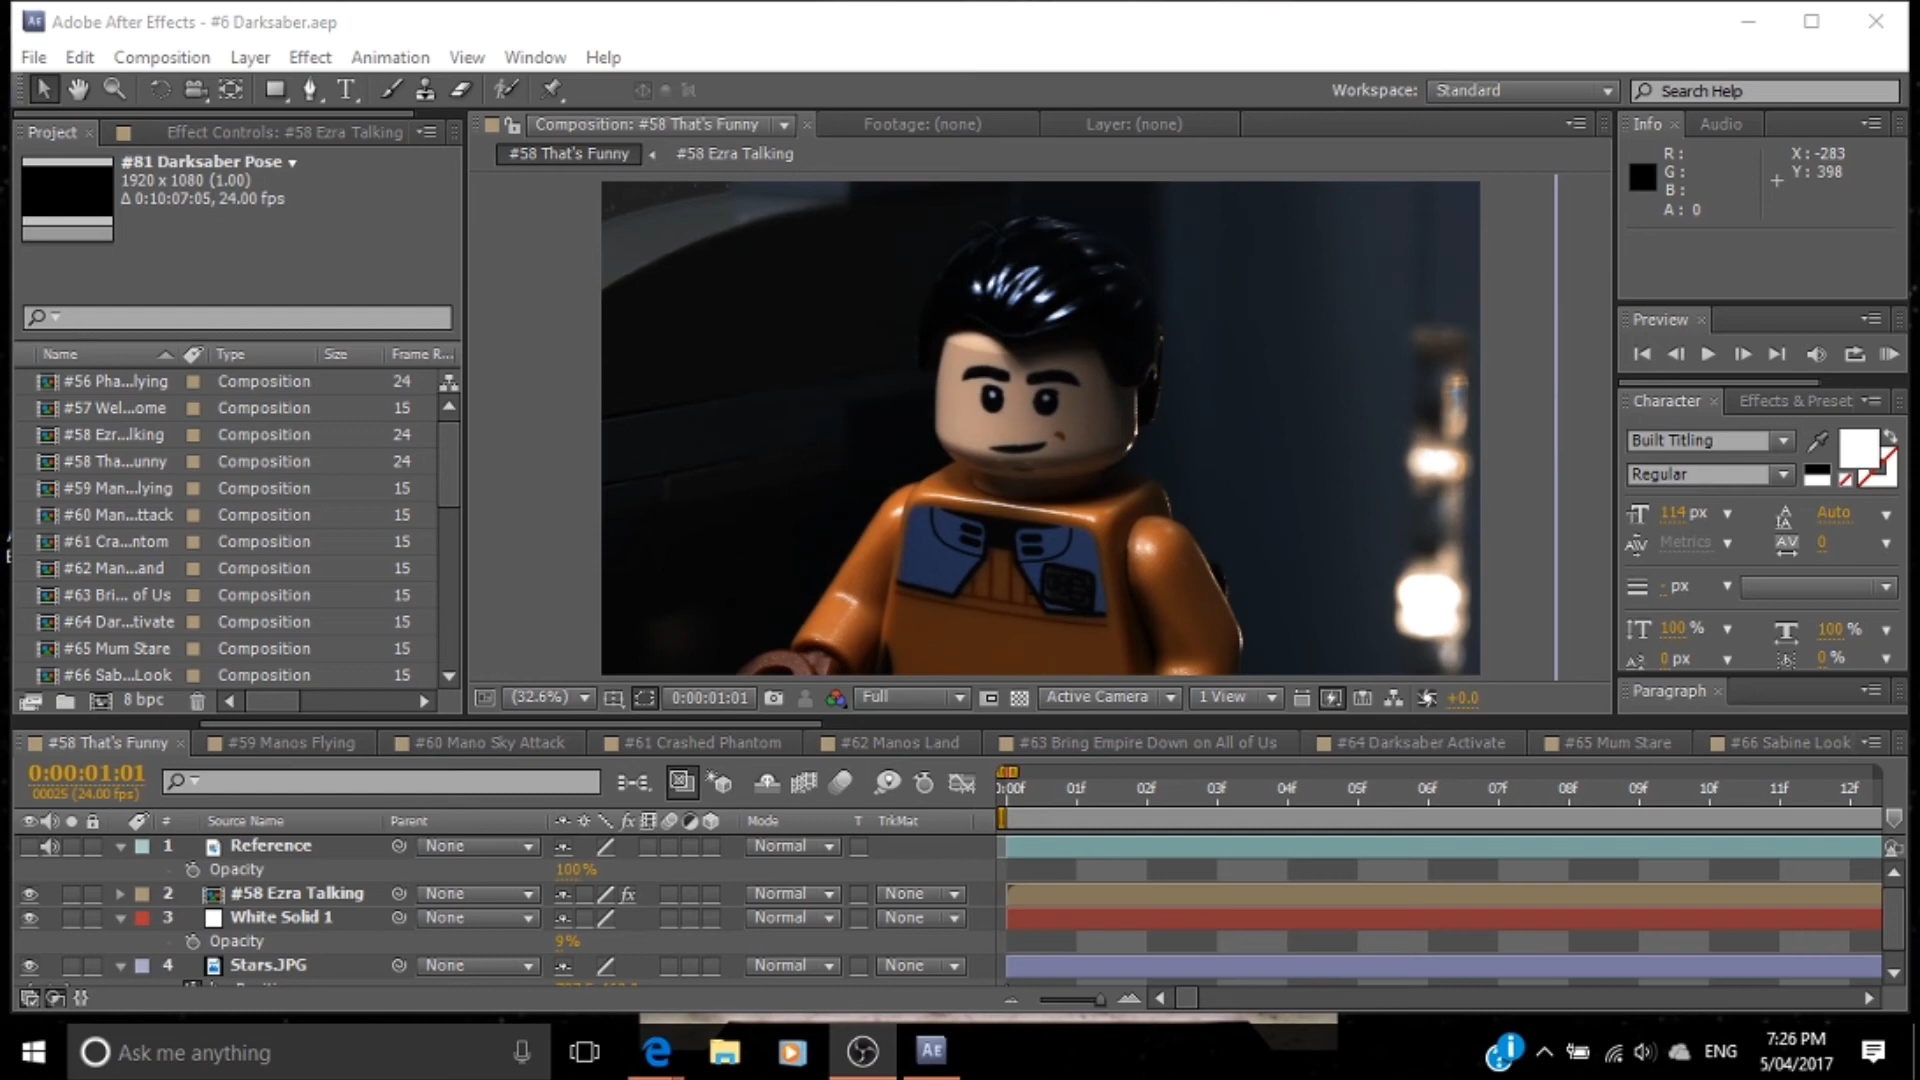 Adobe After Effects - #6 Darksaber.aep
File Edit Composition Layer Effect Animation View Window Help
Workspace: Standard Search Help
Project Effect Controls: #58 Ezra Talking
#81 Darksaber Pose
1920 x 1080 (1.00)
Δ 0:10:07:05, 24.00 fps
Name Type Size Frame R...
#56 Pha...lying Composition 24
#57 Wel...ome Composition 15
#58 Ezr...lking Composition 24
#58 Tha...unny Composition 24
#59 Man...lying Composition 15
#60 Man...ttack Composition 15
#61 Cra...ntom Composition 15
#62 Man...and Composition 15
#63 Bri... of Us Composition 15
#64 Dar...tivate Composition 15
#65 Mum Stare Composition 15
#66 Sab...Look Composition 15
8 bpc
Composition: #58 That's Funny Footage: (none) Layer: (none)
#58 That's Funny #58 Ezra Talking
(32.6%) 0:00:01:01 Full Active Camera 1 View +0.0
Info Audio
R: X: -283
G: Y: 398
B:
A: 0
Preview
Character Effects & Preset
Built Titling
Regular
114 px Auto
Metrics 0
- px
100 % 100 %
0 px 0 %
Paragraph
#58 That's Funny #59 Manos Flying #60 Mano Sky Attack #61 Crashed Phantom #62 Manos Land #63 Bring Empire Down on All of Us #64 Darksaber Activate #65 Mum Stare #66 Sabine Look
0:00:01:01
00025 (24.00 fps)
01f 02f 03f 04f 05f 06f 07f 08f 09f 10f 11f 12f
# Source Name Parent fx Mode T TrkMat
1 Reference None Normal
Opacity 100%
2 #58 Ezra Talking None fx Normal None
3 White Solid 1 None Normal None
Opacity 9%
4 Stars.JPG None Normal None
Ask me anything
ENG
7:26 PM
5/04/2017